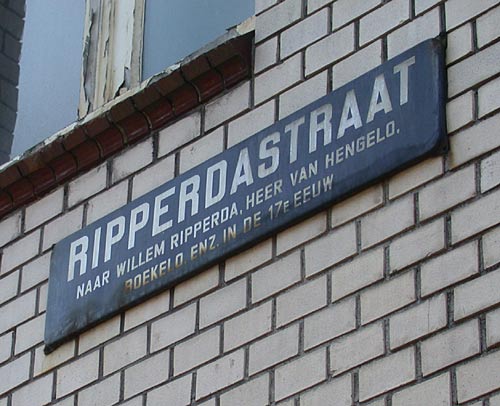 RIPPERDASTRAAT
NAAR WILLEM RIPPERDA, HEER VAN HENGELO,
BOEKELO, ENZ. IN DE 17E EEUW